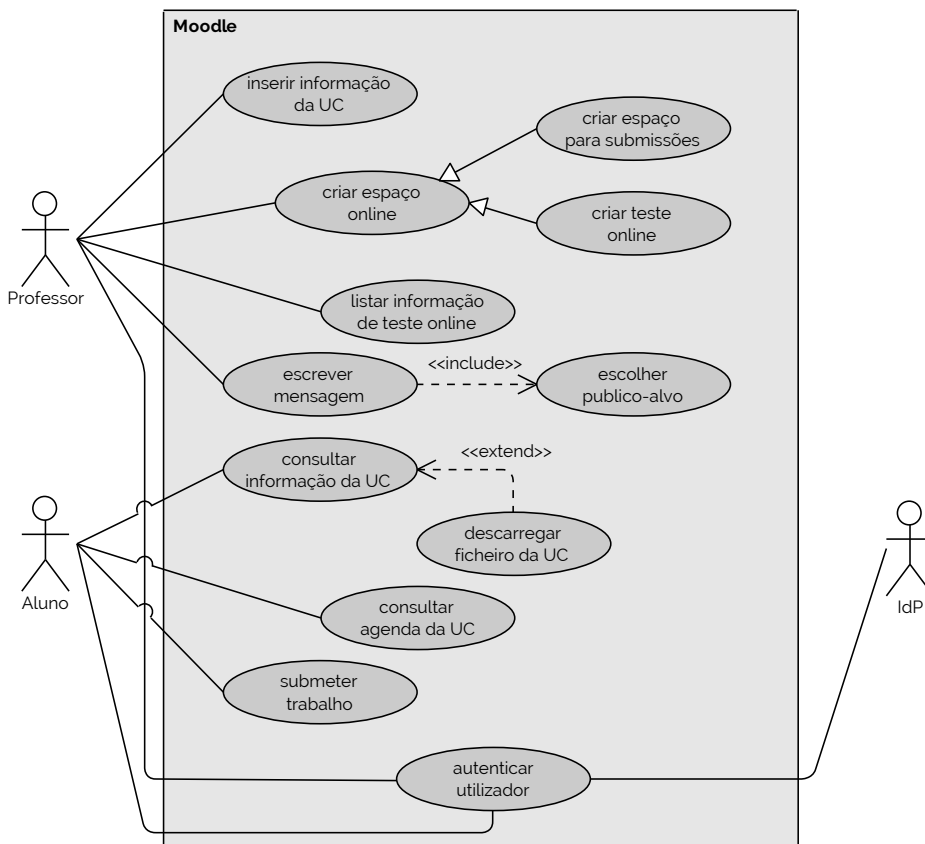 Moodle
inserir informação
da UC
criar espaço
para submissões
criar espaço
online
criar teste
online
Professor
listar informação
de teste online
<<include>>
escrever
mensagem
escolher
publico-alvo
consultar
informação da UC
<<extend>>
descarregar
ficheiro da UC
Aluno
IdP
consultar
agenda da UC
submeter
trabalho
autenticar
utilizador